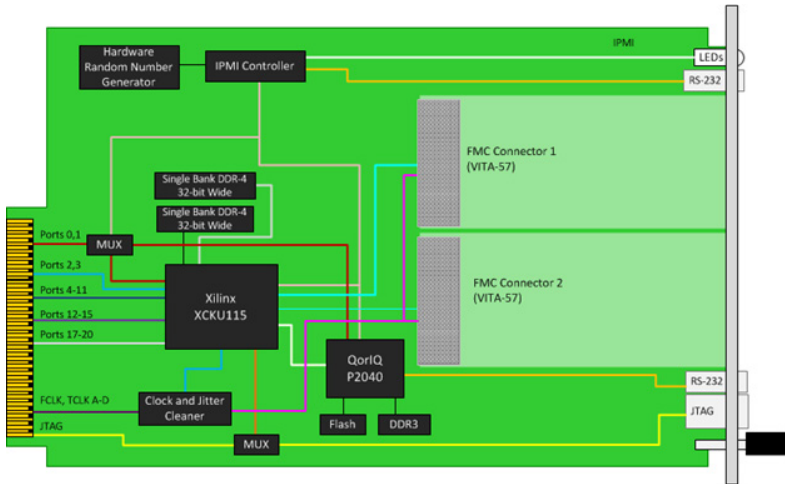 Hardware
Random Number
Generator
IPMI Controller
IPMI
LEDs
RS-232
FMC Connector 1
(VITA-57)
Single Bank DDR-4
32-bit Wide
Single Bank DDR-4
32-bit Wide
Ports 0,1
MUX
Ports 2,3
Ports 4-11
Ports 12-15
Ports 17-20
Xilinx
XCKU115
FMC Connector 2
(VITA-57)
QorIQ
P2040
RS-232
FCLK, TCLK A-D
Clock and Jitter
Cleaner
Flash
DDR3
JTAG
JTAG
MUX